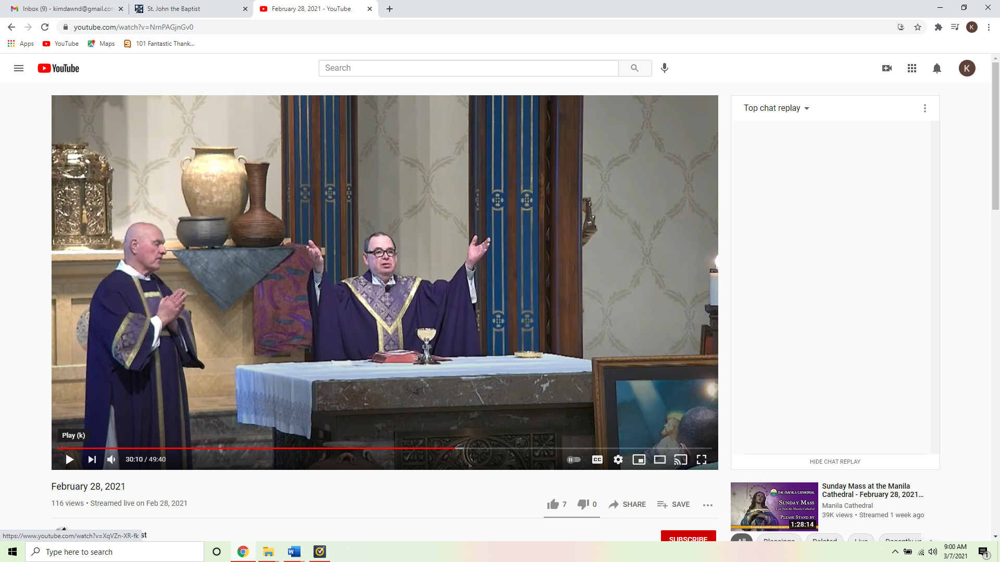 Inbox (9) - kimdawnd@gmail.com
St. John the Baptist
February 28, 2021 - YouTube
youtube.com/watch?v=NrnPAGjnGv0
K
Apps
YouTube
Maps
101 Fantastic Thank...
YouTube
Search
K
Top chat replay
Play (k)
30:10 / 49:40
CC
HIDE CHAT REPLAY
February 28, 2021
116 views • Streamed live on Feb 28, 2021
7
0
SHARE
SAVE
THE MANILA CATHEDRAL
SUNDAY MASS
Live from the Manila Cathedral
PLEASE STAND BY
1:28:14
Sunday Mass at the Manila
Cathedral - February 28, 2021...
Manila Cathedral
39K views • Streamed 1 week ago
https://www.youtube.com/watch?v=XqVZn-XR-fk
st
SUBSCRIBE
All
Blessings
Related
Live
Type here to search
9:00 AM
3/7/2021
1